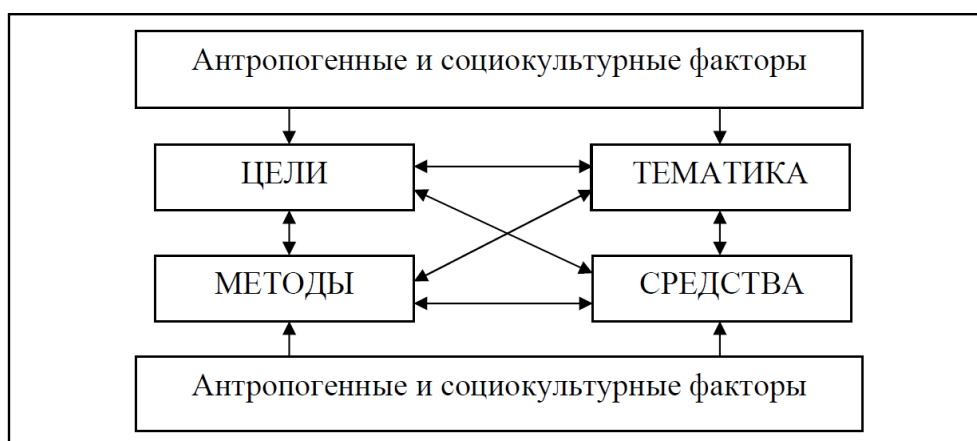 Антропогенные и социокультурные факторы
ЦЕЛИ
ТЕМАТИКА
МЕТОДЫ
СРЕДСТВА
Антропогенные и социокультурные факторы